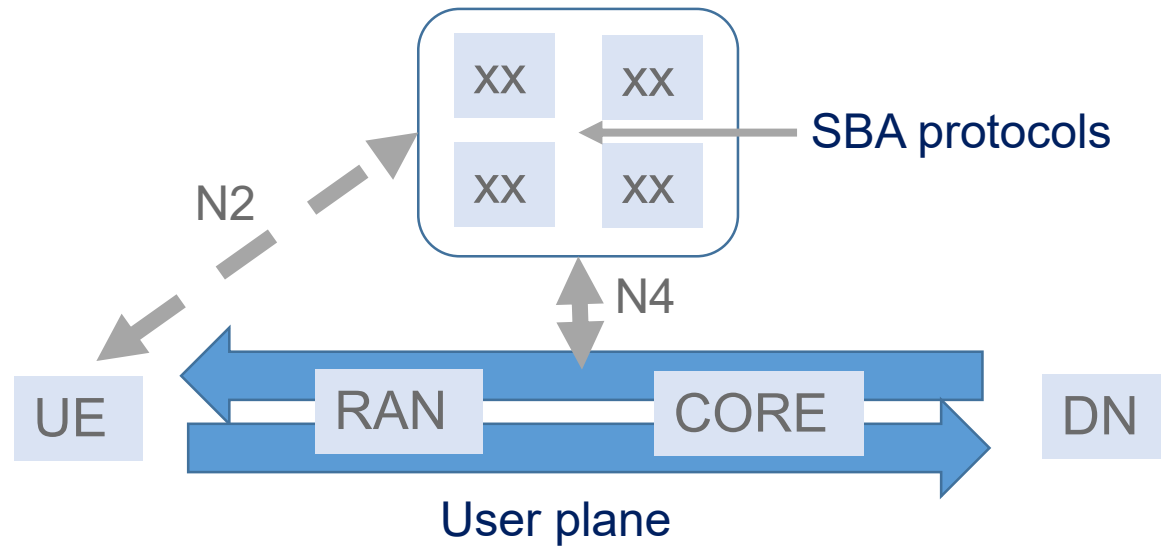 xx
xx
SBA protocols
xx
xx
N2
N4
UE
RAN
CORE
DN
User plane